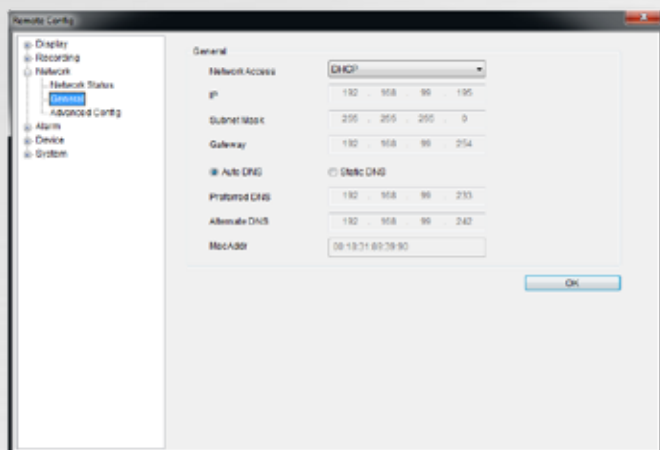 Remote Config
Display
Recording
Network
Network Status
General
Advanced Config
Alarm
Device
System
General
Network Access DHCP
IP 192 . 168 . 99 . 195
Subnet Mask 255 . 255 . 255 . 0
Gateway 192 . 168 . 99 . 254
Auto DNS Static DNS
Preferred DNS 192 . 168 . 99 . 233
Alternate DNS 192 . 168 . 99 . 242
MacAddr
OK